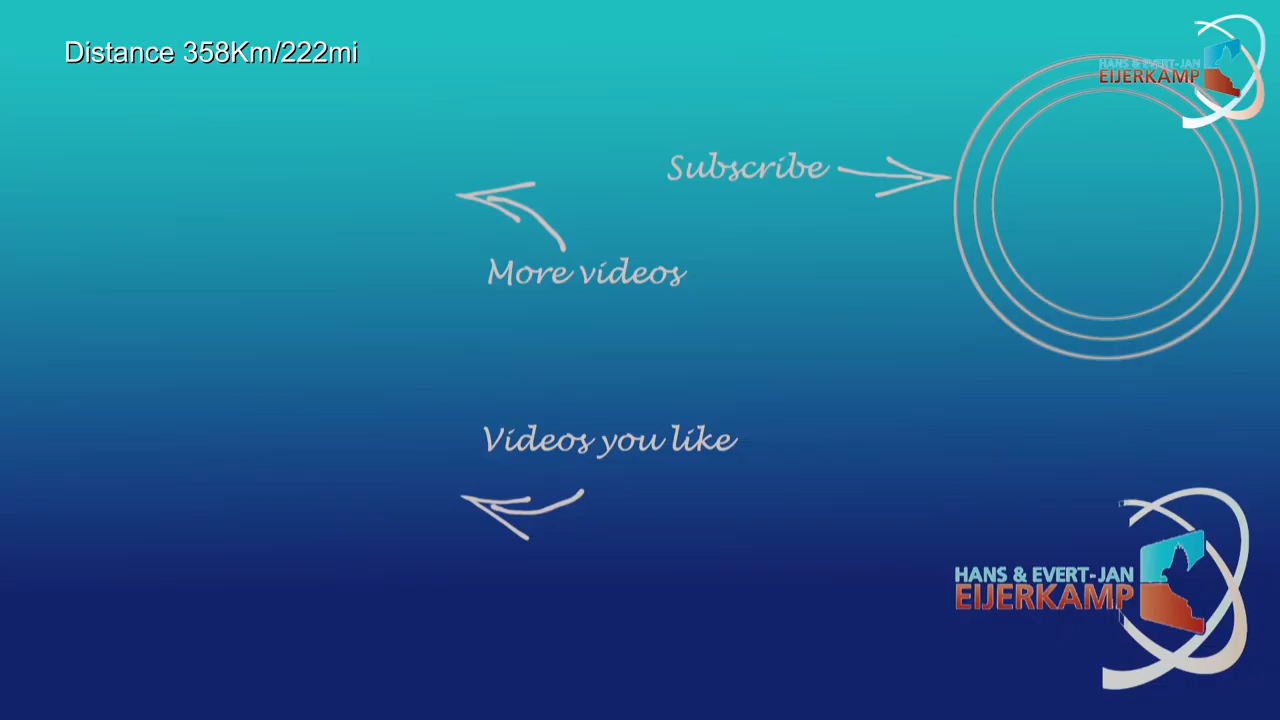 Distance 358Km/222mi
HANS & EVERT-JAN
EIJERKAMP
Subscribe
More videos
Videos you like
HANS & EVERT-JAN
EIJERKAMP